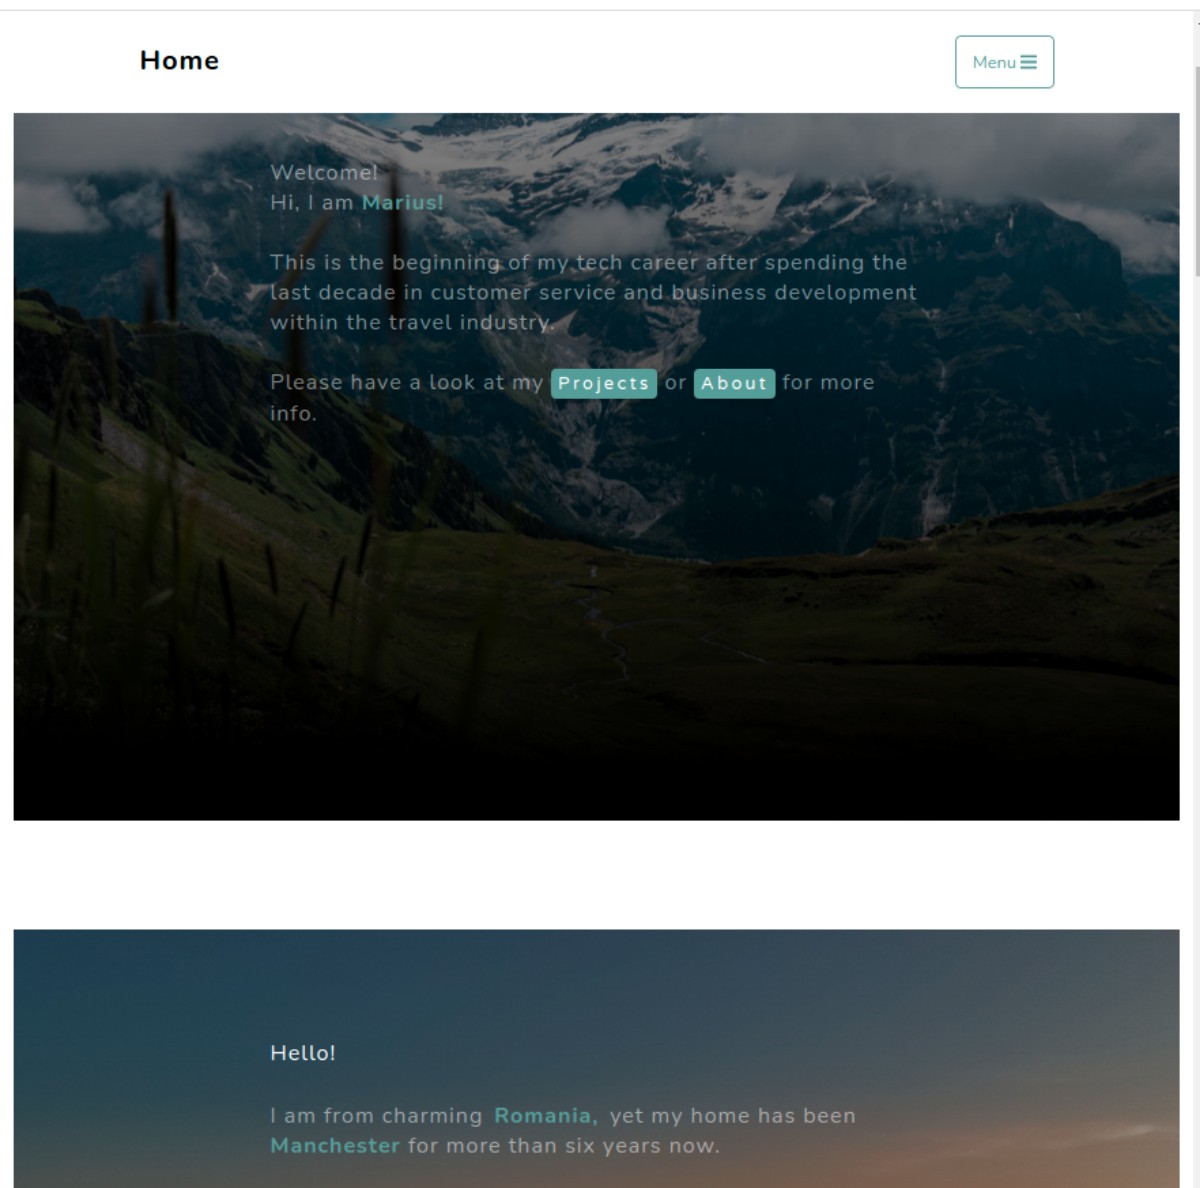 Home
Menu
Welcome!
Hi, I am Marius!
This is the beginning of my tech career after spending the
last decade in customer service and business development
within the travel industry.
Please have a look at my Projects or About for more
info.
Hello!
I am from charming Romania, yet my home has been
Manchester for more than six years now.